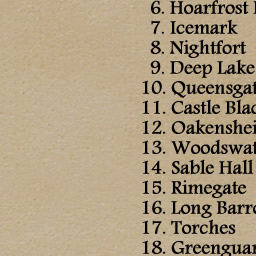 6. Hoarfrost
7. Icemark
8. Nightfort
9. Deep Lake
10. Queensgat
11. Castle Blac
12. Oakenshei
13. Woodswat
14. Sable Hall
15. Rimegate
16. Long Barro
17. Torches
18. Greenguar